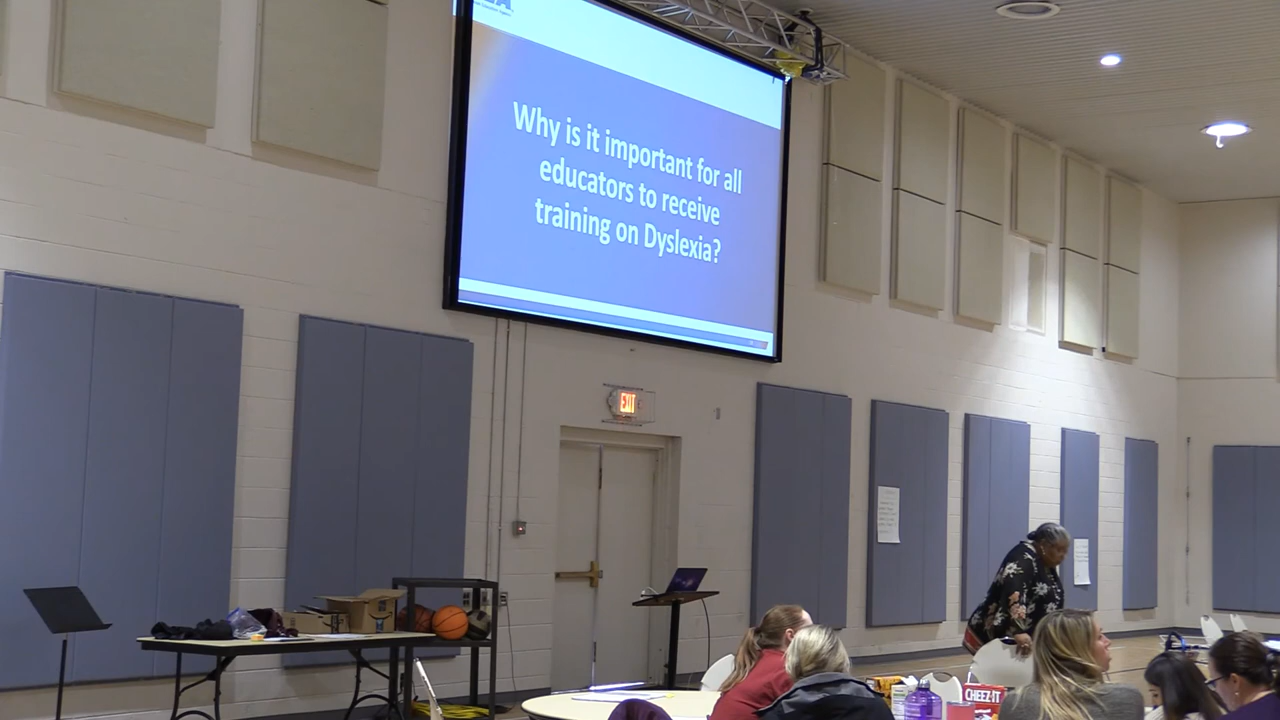 Why is it important for all
educators to receive
training on Dyslexia?
EXIT
CHEEZ-IT